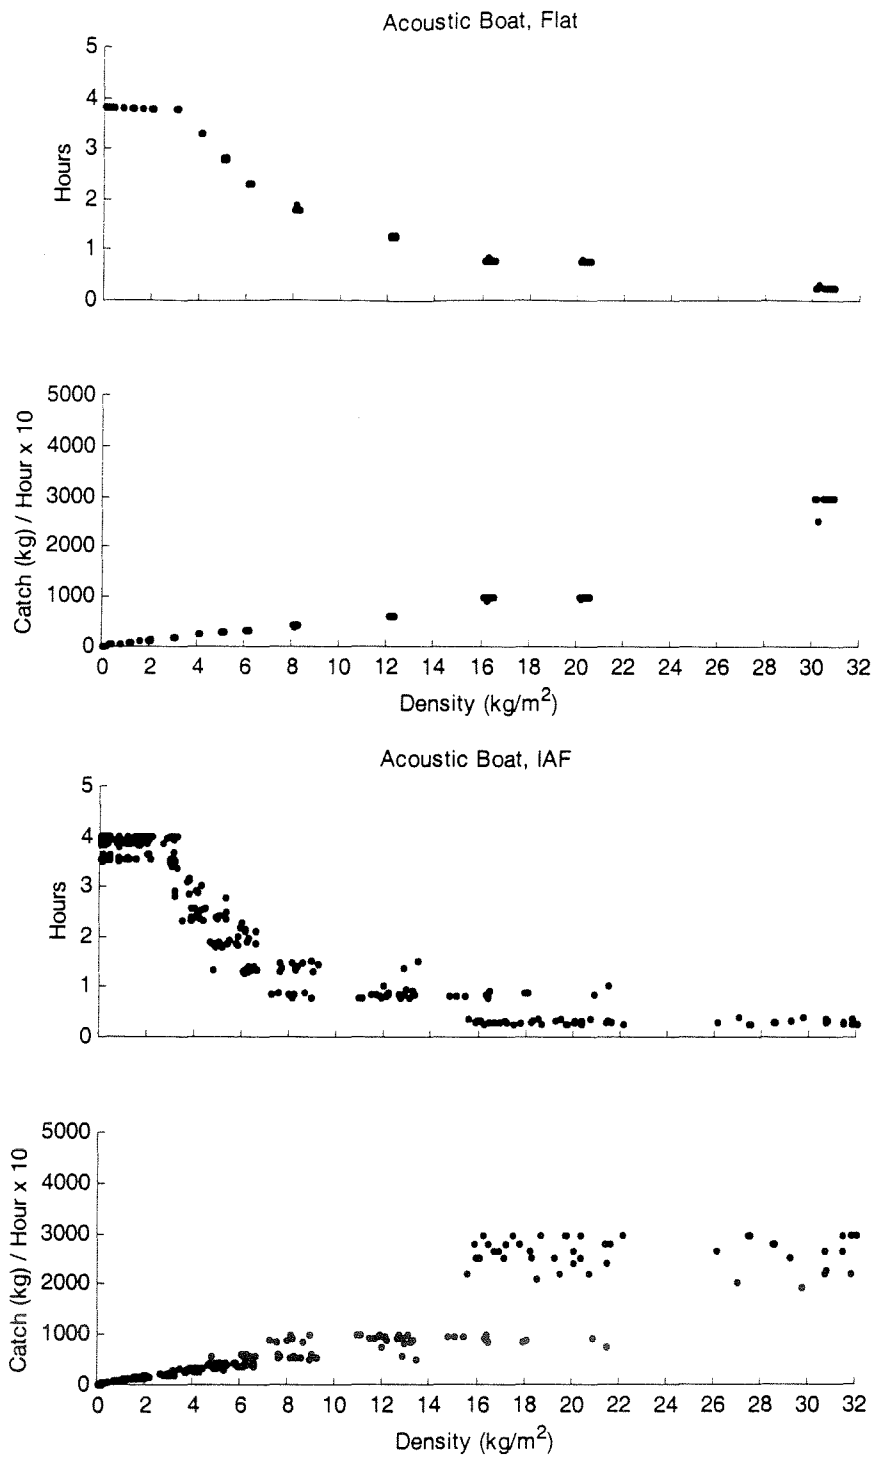 Acoustic Boat, Flat
5
4
3
2
1
0
Hours
5000
4000
3000
2000
1000
0
Catch (kg) / Hour x 10
0 2 4 6 8 10 12 14 16 18 20 22 24 26 28 30 32
Density (kg/m²)
Acoustic Boat, IAF
5
4
3
2
1
0
Hours
5000
4000
3000
2000
1000
0
Catch (kg) / Hour x 10
0 2 4 6 8 10 12 14 16 18 20 22 24 26 28 30 32
Density (kg/m²)